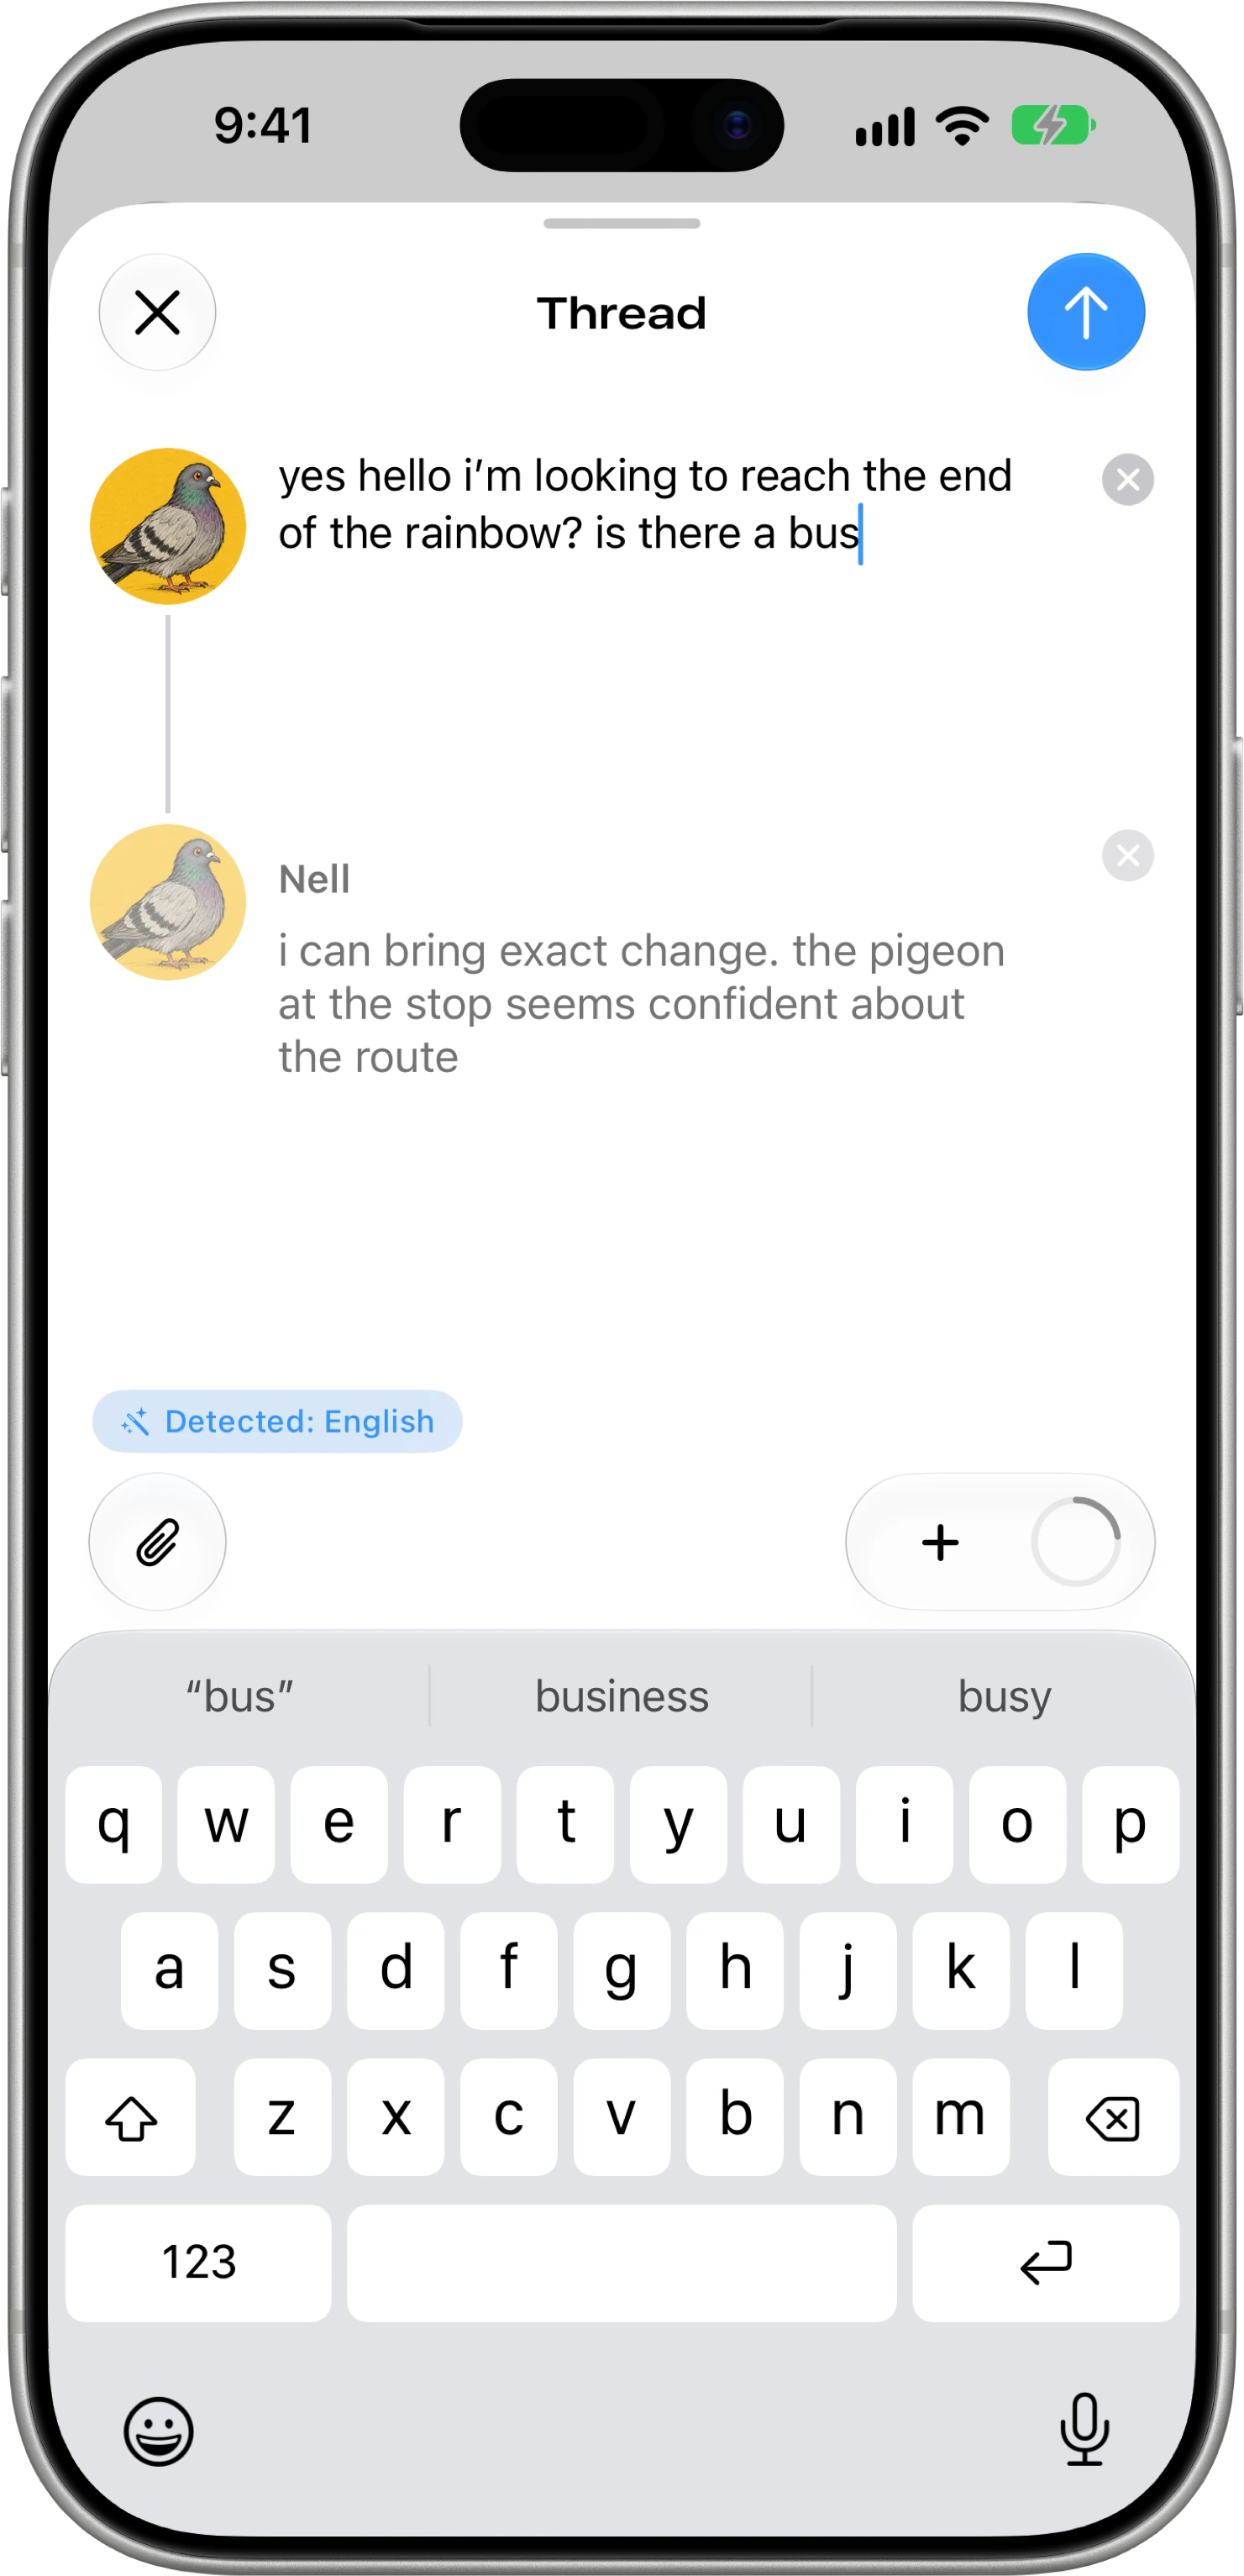 9:41
Thread
yes hello i’m looking to reach the end
of the rainbow? is there a bus
Nell
i can bring exact change. the pigeon
at the stop seems confident about
the route
Detected: English
“bus” business busy
q w e r t y u i o p
a s d f g h j k l
z x c v b n m
123